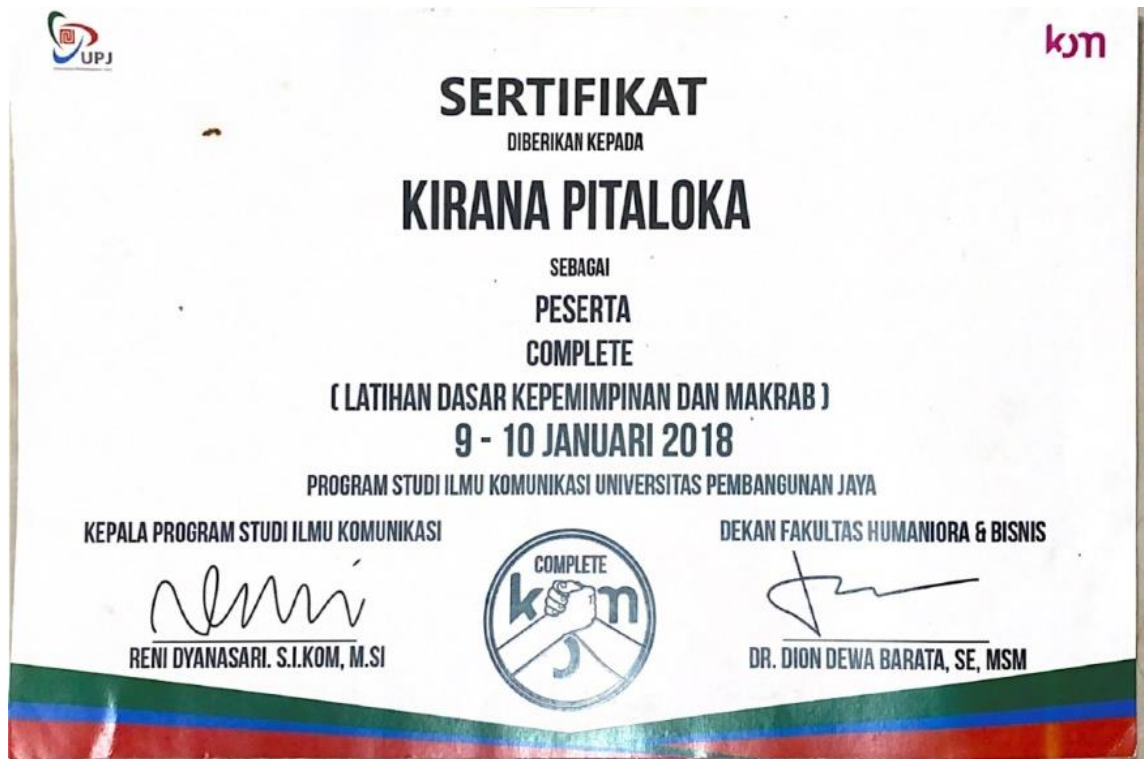 UPJ
kom
SERTIFIKAT
DIBERIKAN KEPADA
KIRANA PITALOKA
SEBAGAI
PESERTA
COMPLETE
( LATIHAN DASAR KEPEMIMPINAN DAN MAKRAB )
9 - 10 JANUARI 2018
PROGRAM STUDI ILMU KOMUNIKASI UNIVERSITAS PEMBANGUNAN JAYA
KEPALA PROGRAM STUDI ILMU KOMUNIKASI
RENI DYANASARI. S.I.KOM, M.SI
COMPLETE
kom
DEKAN FAKULTAS HUMANIORA & BISNIS
DR. DION DEWA BARATA, SE, MSM